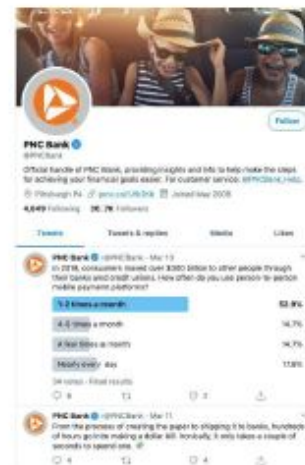 Follow
PNC Bank
@PNCBank
Official handle of PNC Bank, providing insights and info to help make the steps
for achieving your financial goals easier. For customer service: @PNCBank_Help.
Pittsburgh PA Joined May 2008
Following Followers
Tweets Tweets & replies Media Likes
PNC Bank @PNCBank · Mar 13
In 2018, consumers moved over $300 billion to other people through
their banks and credit unions. How often do you use person-to-person
mobile payment platforms?
1-2 times a month 52.9%
4-5 times a month 14.7%
A few times a month 14.7%
Nearly every day 17.6%
34 votes · Final results
PNC Bank @PNCBank · Mar 11
From the process of creating the paper to shipping it to banks, hundreds
of hours go into making a dollar bill. Ironically, it only takes a couple of
seconds to spend one.